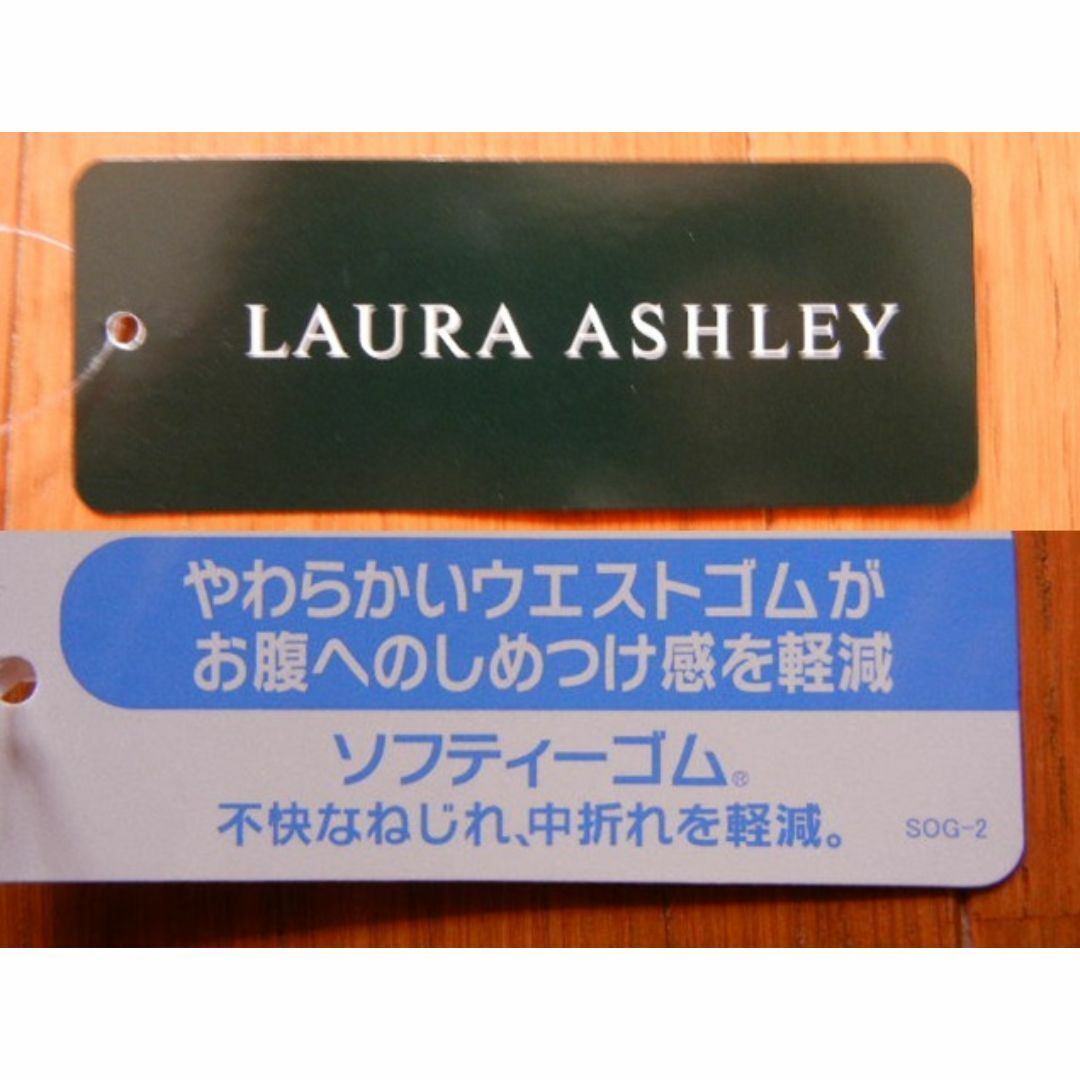 LAURA ASHLEY
やわらかいウエストゴムが
お腹へのしめつけ感を軽減
ソフティーゴム®
不快なねじれ、中折れを軽減。
SOG-2